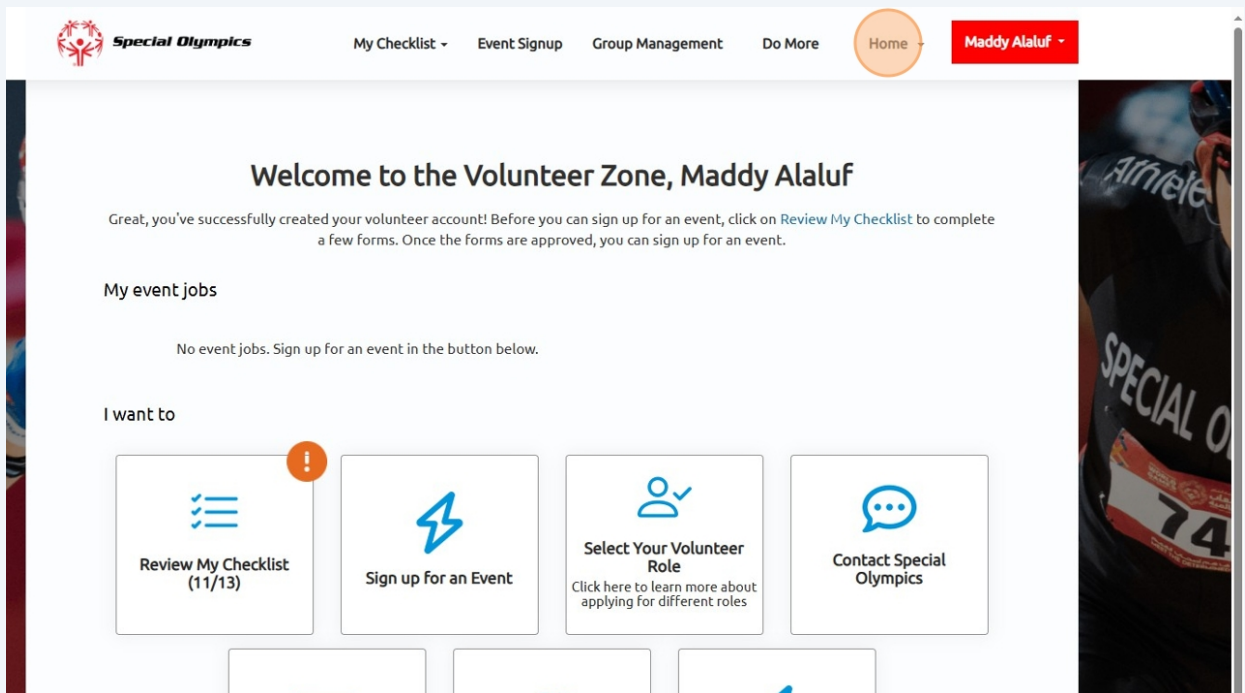 Special Olympics
My Checklist
Event Signup
Group Management
Do More
Home
Maddy Alaluf
Welcome to the Volunteer Zone, Maddy Alaluf
Great, you've successfully created your volunteer account! Before you can sign up for an event, click on Review My Checklist to complete
a few forms. Once the forms are approved, you can sign up for an event.
My event jobs
No event jobs. Sign up for an event in the button below.
I want to
!
Review My Checklist
(11/13)
Sign up for an Event
Select Your Volunteer
Role
Click here to learn more about
applying for different roles
Contact Special
Olympics
Athlete
SPECIAL O
74